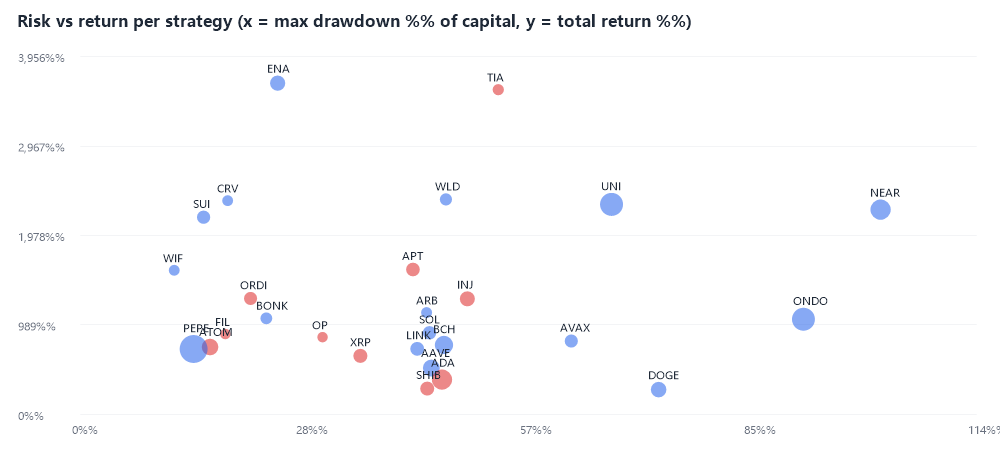 Risk vs return per strategy (x = max drawdown %% of capital, y = total return %%)
3,956%%
ENA
TIA
2,967%%
CRV
WLD
UNI
NEAR
SUI
1,978%%
WIF
APT
ORDI
INJ
BONK
ARB
ONDO
989%%
FIL
OP
SOL
PEPE
ATOM
BCH
AVAX
LINK
XRP
AAVE
ADA
SHIB
DOGE
0%%
0%% 28%% 57%% 85%% 114%%